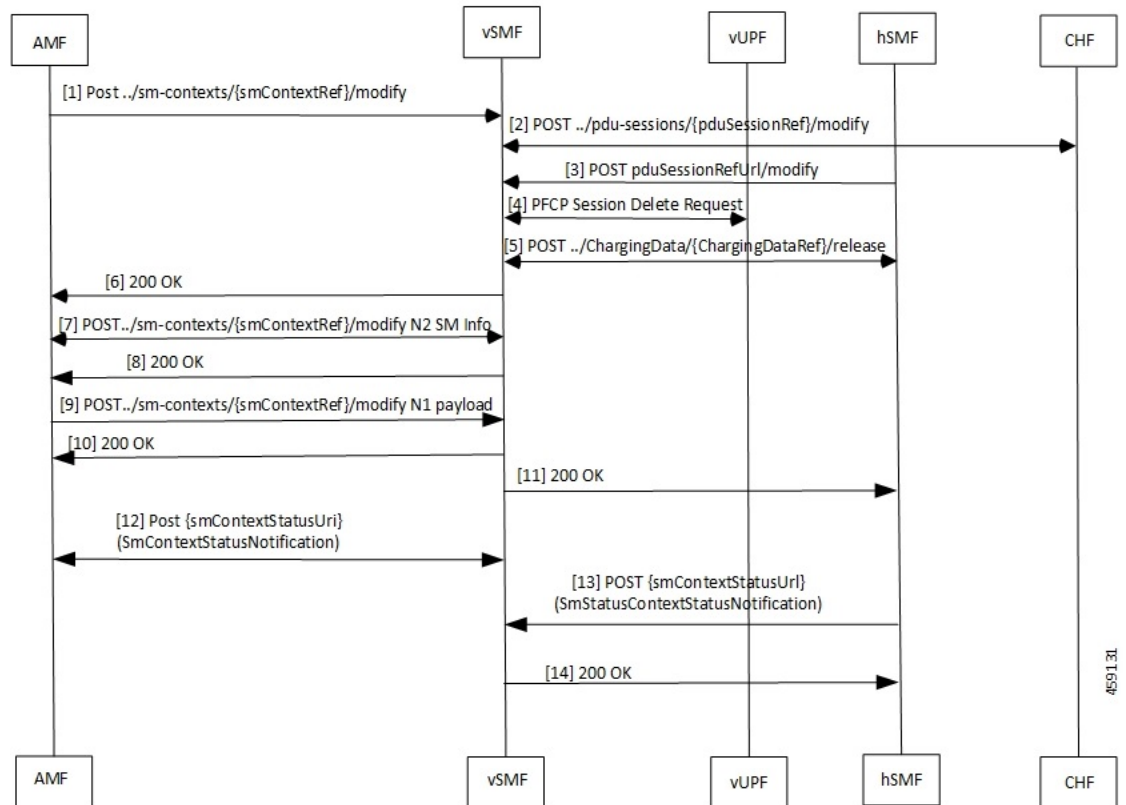 AMF
vSMF
vUPF
hSMF
CHF
[1] Post ../sm-contexts/{smContextRef}/modify
[2] POST ../pdu-sessions/{pduSessionRef}/modify
[3] POST pduSessionRefUrl/modify
[4] PFCP Session Delete Request
[5] POST ../ChargingData/{ChargingDataRef}/release
[6] 200 OK
[7] POST../sm-contexts/{smContextRef}/modify N2 SM Info
[8] 200 OK
[9] POST../sm-contexts/{smContextRef}/modify N1 payload
[10] 200 OK
[11] 200 OK
[12] Post {smContextStatusUri}
(SmContextStatusNotification)
[13] POST {smContextStatusUrl}
(SmStatusContextStatusNotification)
[14] 200 OK
459131
AMF
vSMF
vUPF
hSMF
CHF